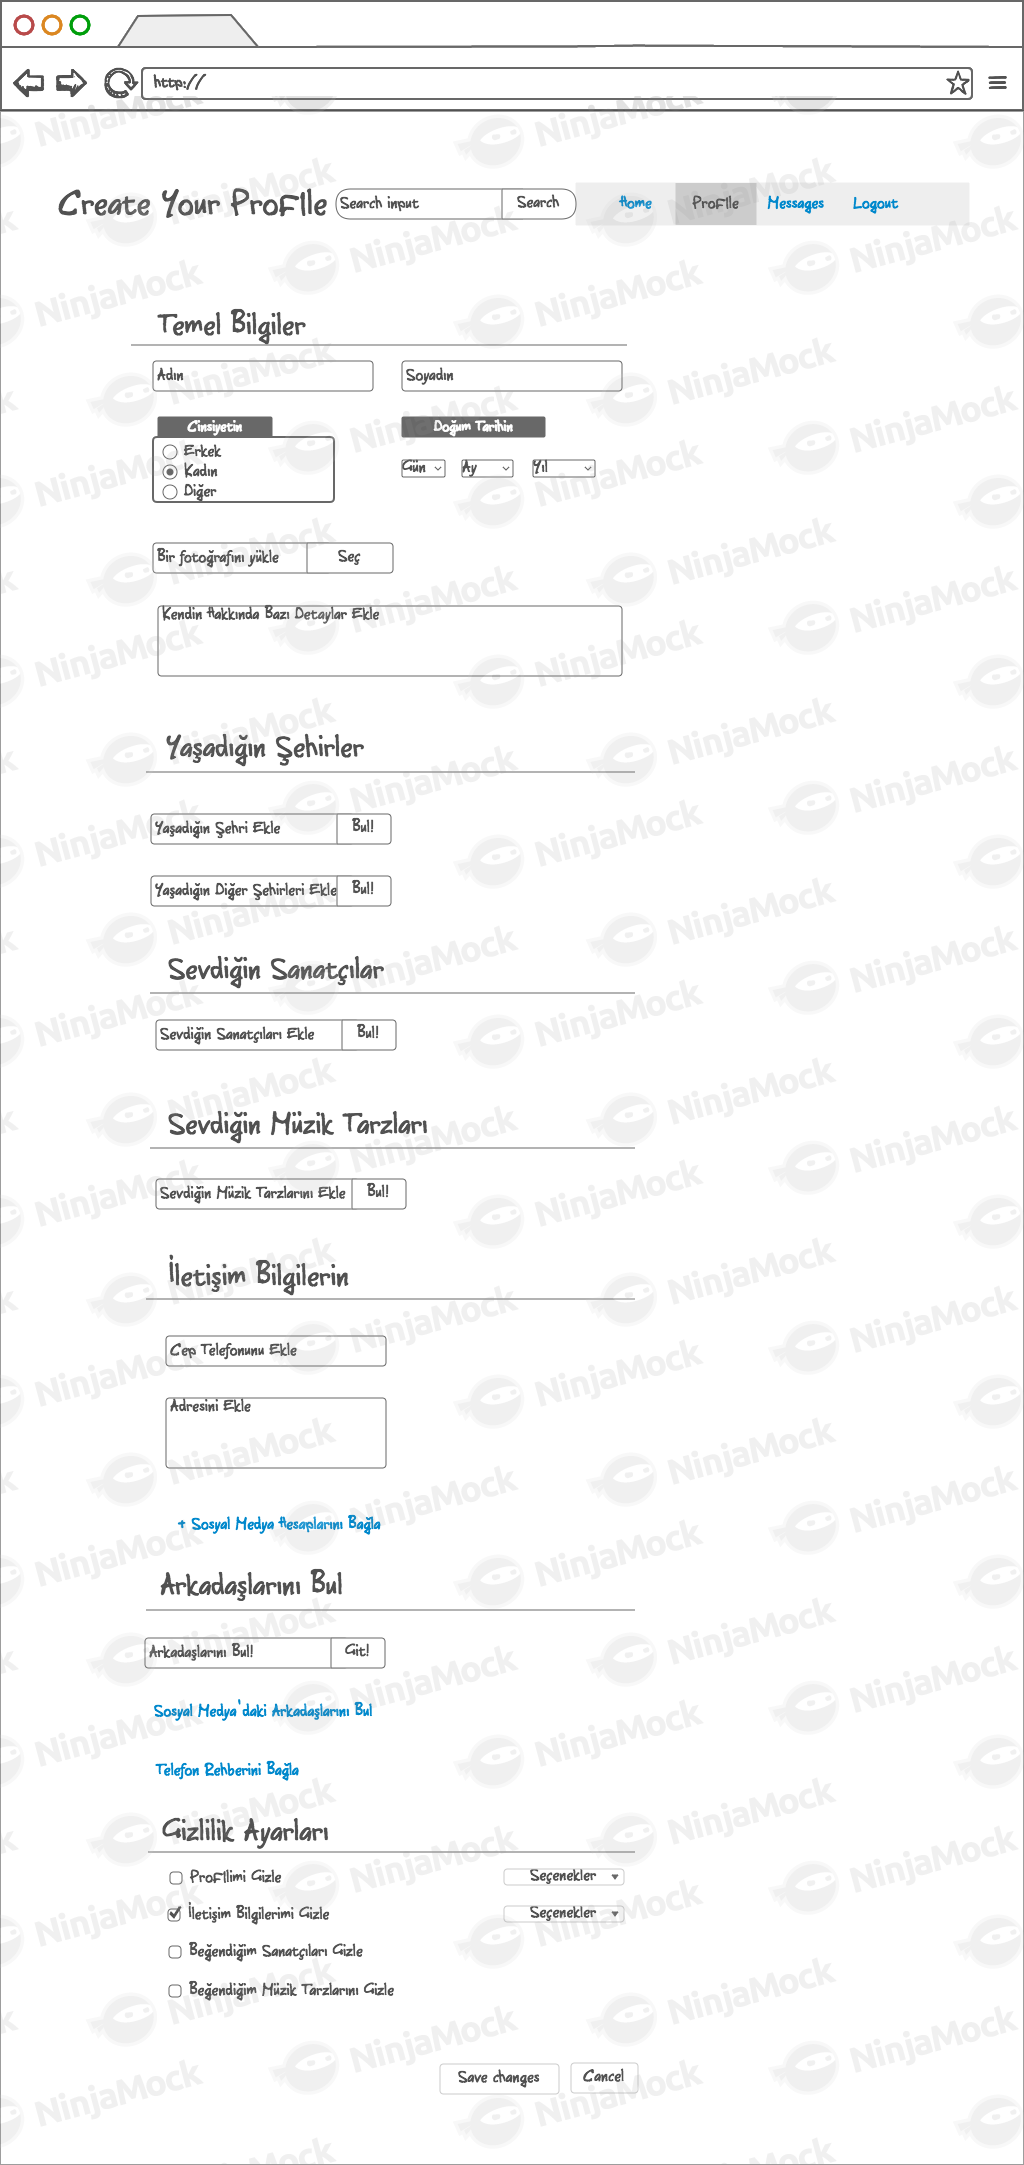 http://
Create Your Profile
Search input
Search
Home
Profile
Messages
Logout
Temel Bilgiler
Adın
Soyadın
Cinsiyetin
Doğum Tarihin
Erkek
Kadın
Diğer
Gün
Ay
Yıl
Bir fotoğrafını yükle
Seç
Kendin Hakkında Bazı Detaylar Ekle
Yaşadığın Şehirler
Yaşadığın Şehri Ekle
Bul!
Yaşadığın Diğer Şehirleri Ekle
Bul!
Sevdiğin Sanatçılar
Sevdiğin Sanatçıları Ekle
Bul!
Sevdiğin Müzik Tarzları
Sevdiğin Müzik Tarzlarını Ekle
Bul!
İletişim Bilgilerin
Cep Telefonunu Ekle
Adresini Ekle
+ Sosyal Medya Hesaplarını Bağla
Arkadaşlarını Bul
Arkadaşlarını Bul!
Git!
Sosyal Medya'daki Arkadaşlarını Bul
Telefon Rehberini Bağla
Gizlilik Ayarları
Profilimi Gizle
Seçenekler
İletişim Bilgilerimi Gizle
Seçenekler
Beğendiğim Sanatçıları Gizle
Beğendiğim Müzik Tarzlarını Gizle
Save changes
Cancel
NinjaMock